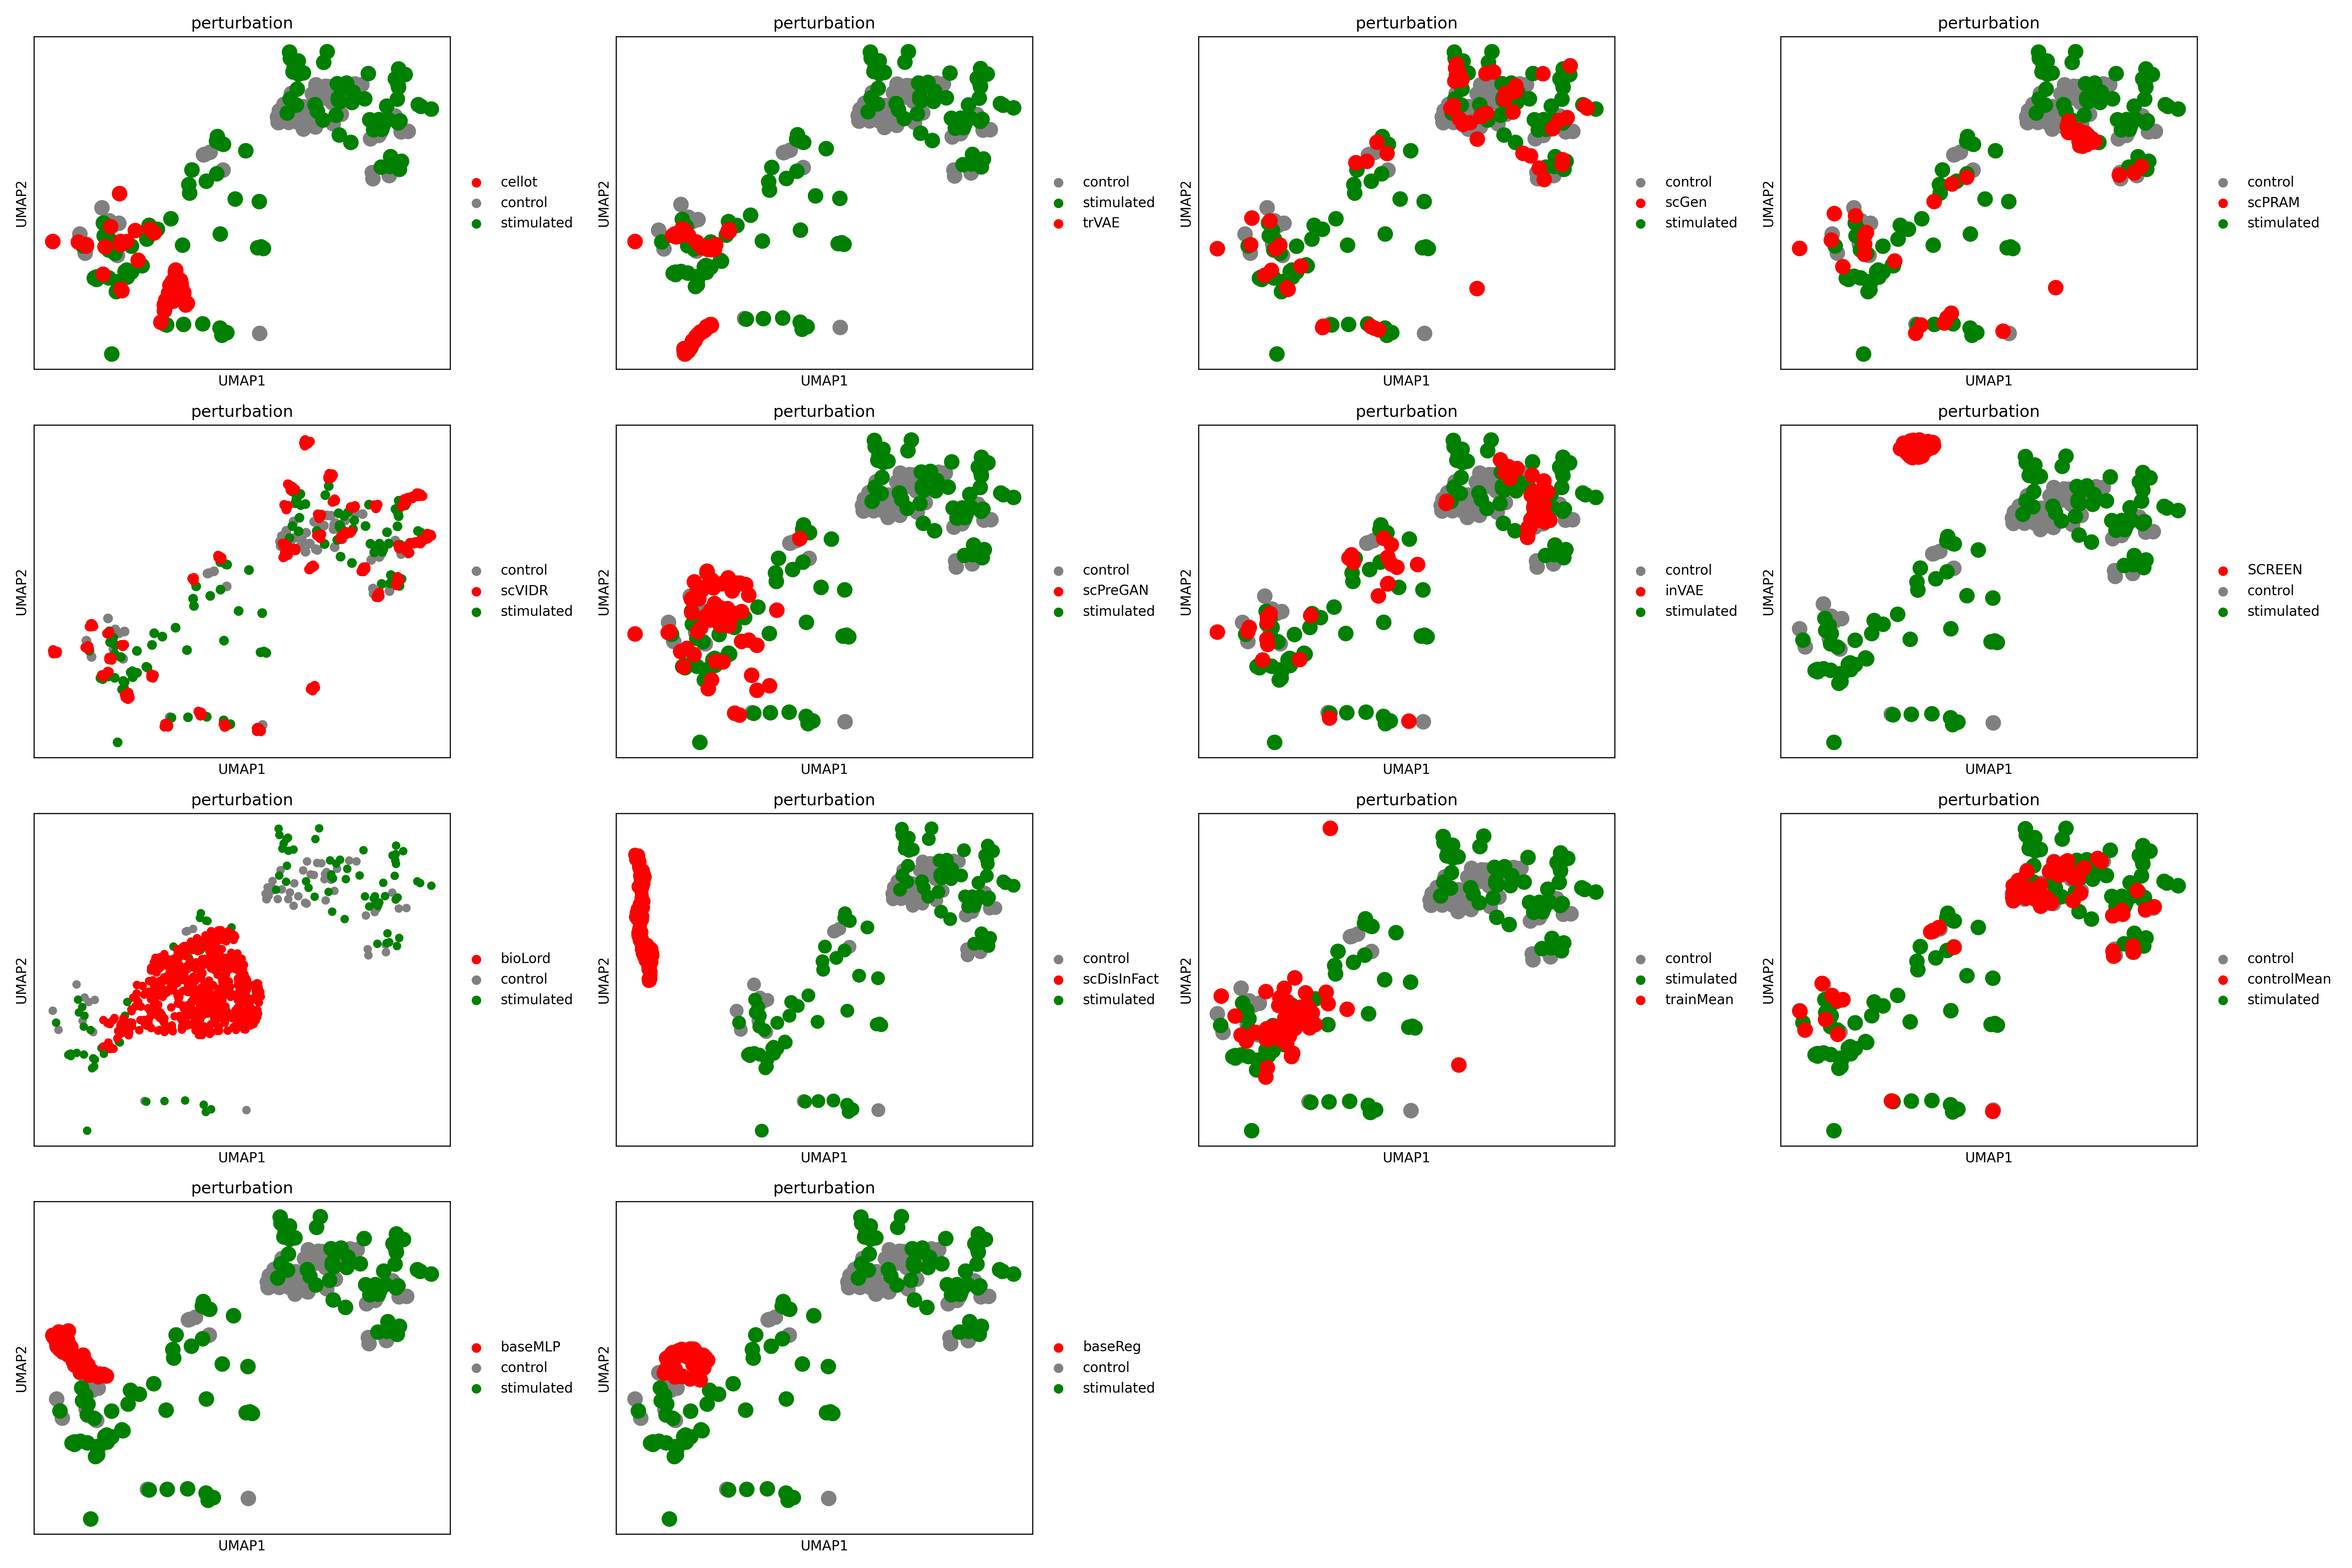 perturbation
UMAP2
cellot
control
stimulated
UMAP1
perturbation
UMAP2
control
stimulated
trVAE
UMAP1
perturbation
UMAP2
control
scGen
stimulated
UMAP1
perturbation
UMAP2
control
scPRAM
stimulated
UMAP1
perturbation
UMAP2
control
scVIDR
stimulated
UMAP1
perturbation
UMAP2
control
scPreGAN
stimulated
UMAP1
perturbation
UMAP2
control
inVAE
stimulated
UMAP1
perturbation
UMAP2
SCREEN
control
stimulated
UMAP1
perturbation
UMAP2
bioLord
control
stimulated
UMAP1
perturbation
UMAP2
control
scDisInFact
stimulated
UMAP1
perturbation
UMAP2
control
stimulated
trainMean
UMAP1
perturbation
UMAP2
control
controlMean
stimulated
UMAP1
perturbation
UMAP2
baseMLP
control
stimulated
UMAP1
perturbation
UMAP2
baseReg
control
stimulated
UMAP1